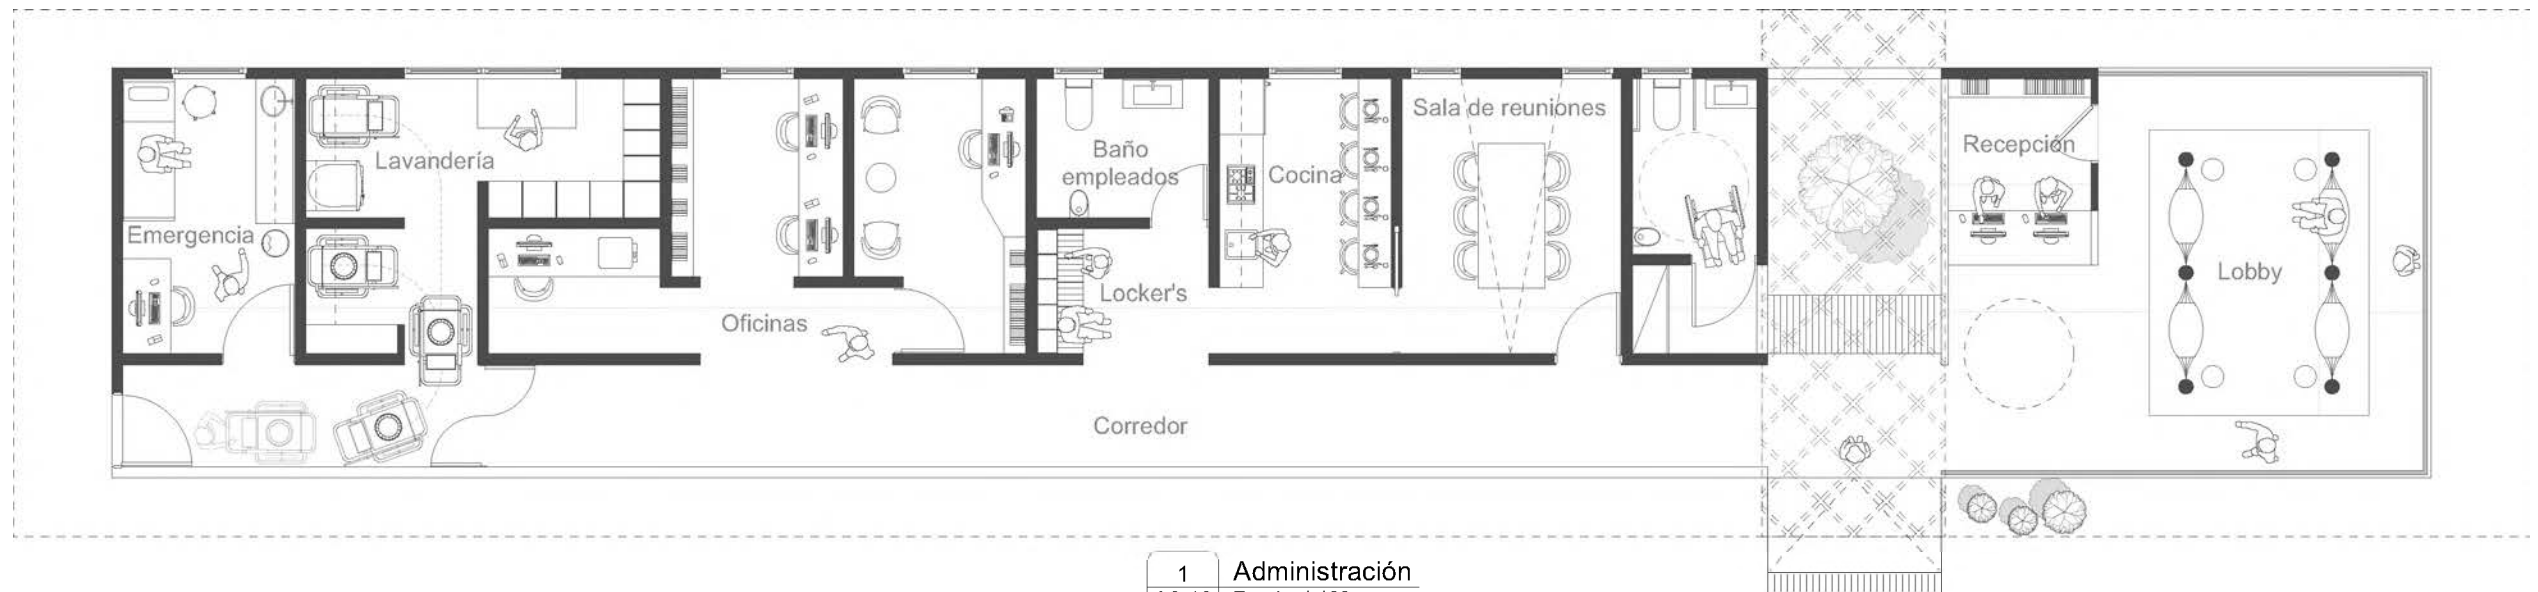 Sala de reuniones
Recepción
Baño
empleados
Lavandería
Cocina
Emergencia
Lobby
Locker's
Oficinas
Corredor
1
Administración